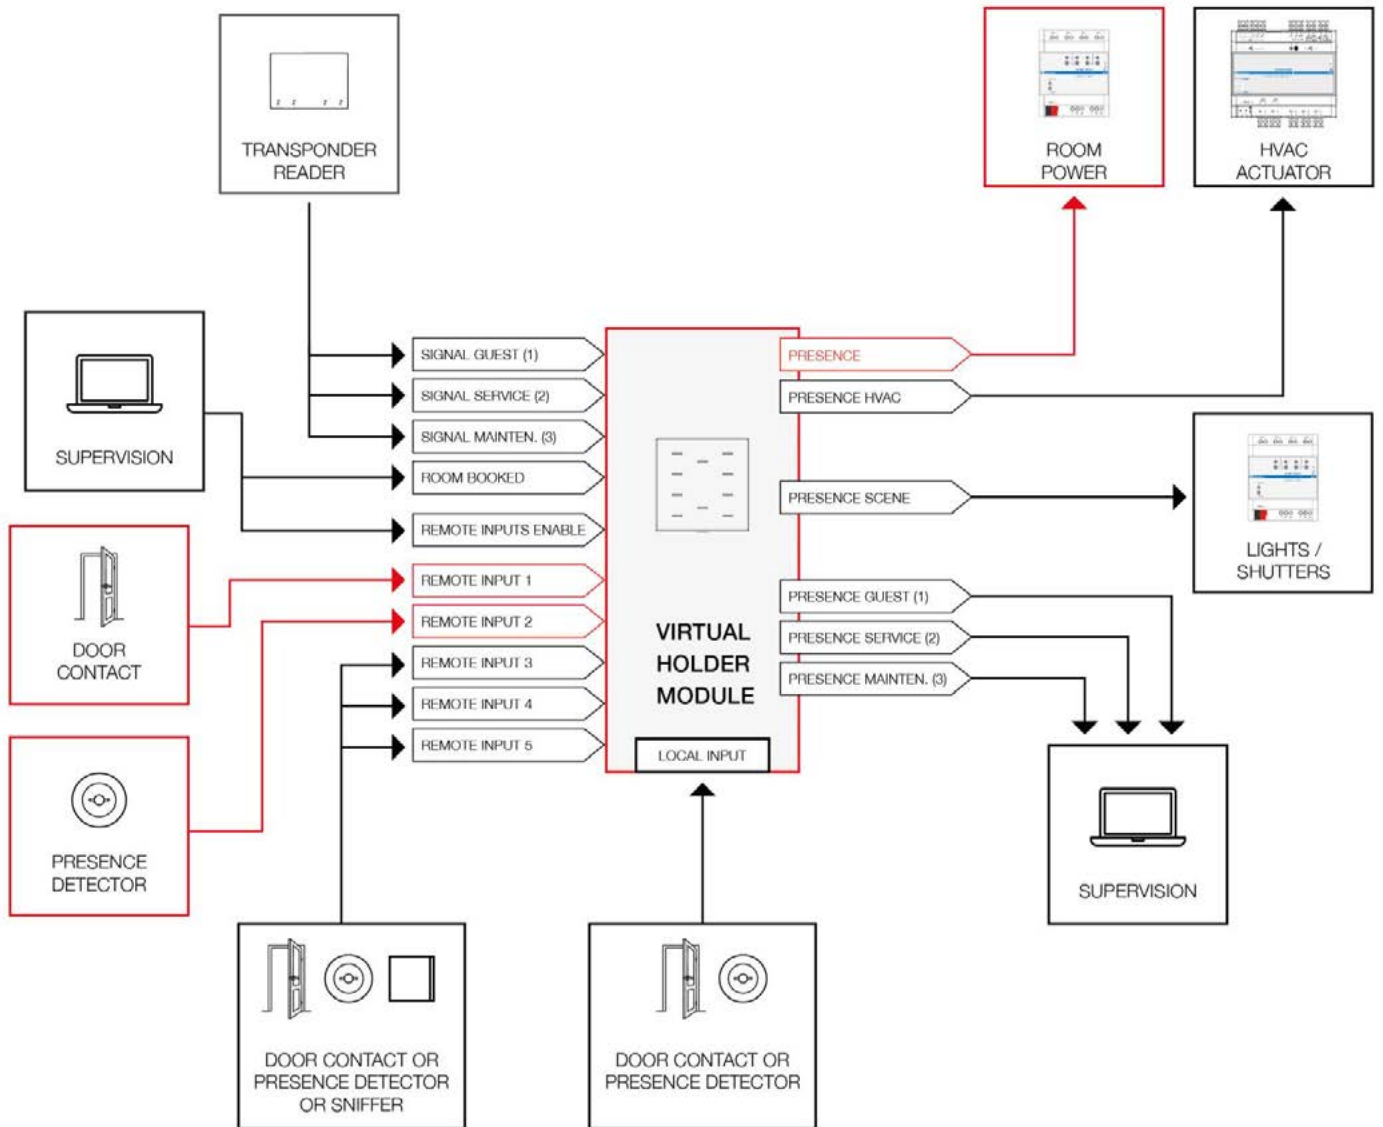 TRANSPONDER
READER
ROOM
POWER
HVAC
ACTUATOR
SUPERVISION
DOOR
CONTACT
PRESENCE
DETECTOR
SIGNAL GUEST (1)
SIGNAL SERVICE (2)
SIGNAL MAINTEN. (3)
ROOM BOOKED
REMOTE INPUTS ENABLE
REMOTE INPUT 1
REMOTE INPUT 2
REMOTE INPUT 3
REMOTE INPUT 4
REMOTE INPUT 5
VIRTUAL
HOLDER
MODULE
LOCAL INPUT
PRESENCE
PRESENCE HVAC
PRESENCE SCENE
PRESENCE GUEST (1)
PRESENCE SERVICE (2)
PRESENCE MAINTEN. (3)
LIGHTS /
SHUTTERS
SUPERVISION
DOOR CONTACT OR
PRESENCE DETECTOR
OR SNIFFER
DOOR CONTACT OR
PRESENCE DETECTOR